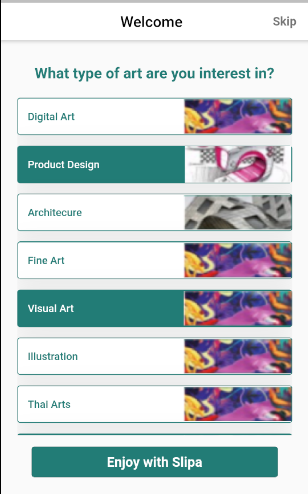 Welcome
Skip
What type of art are you interest in?
Digital Art
Product Design
Architecure
Fine Art
Visual Art
Illustration
Thai Arts
Enjoy with Slipa